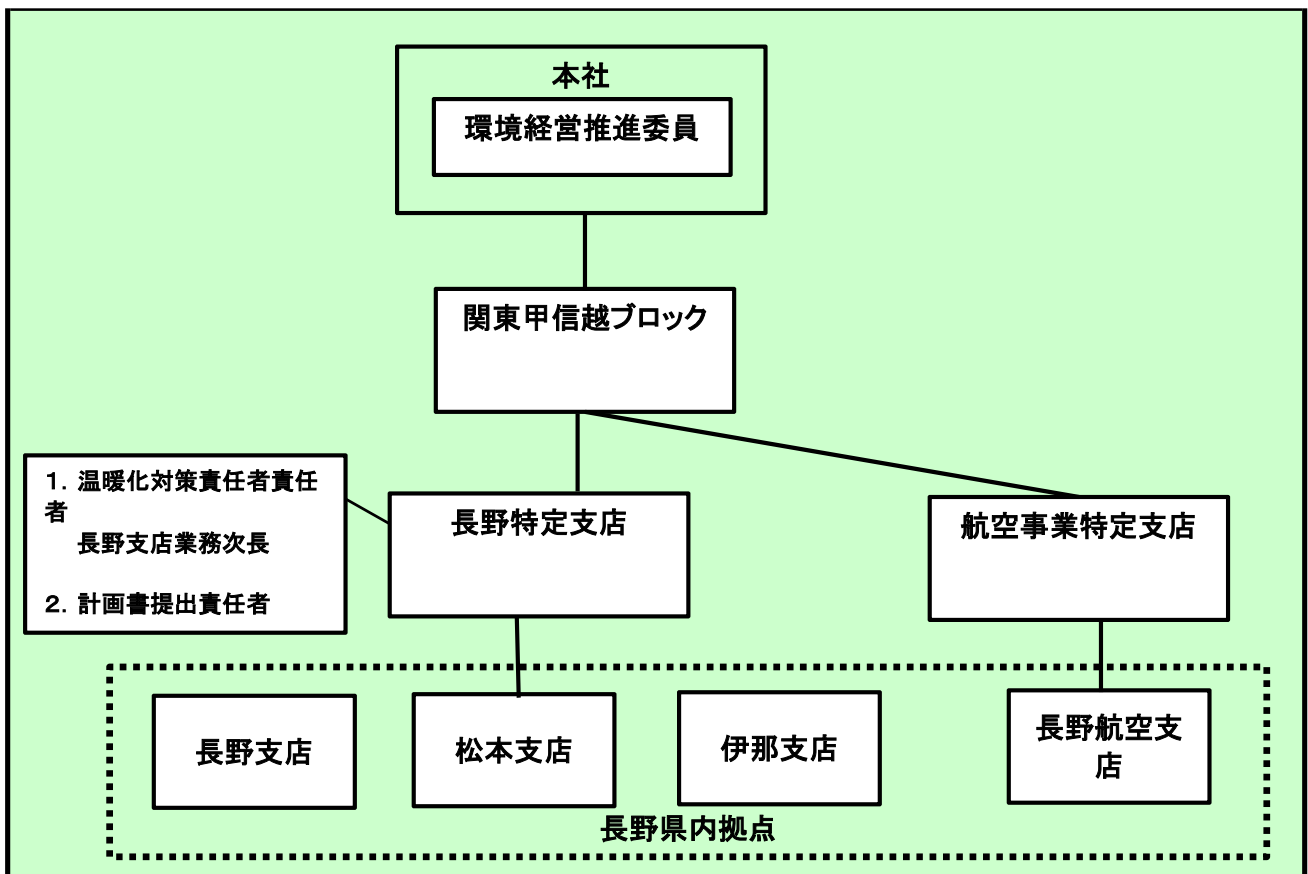 本社
環境経営推進委員
関東甲信越ブロック
1. 温暖化対策責任者責任
者
長野支店業務次長
2. 計画書提出責任者
長野特定支店
航空事業特定支店
長野支店
松本支店
伊那支店
長野航空支
店
長野県内拠点